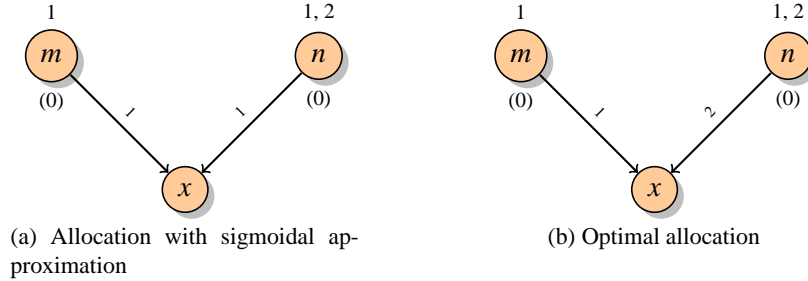 1
1, 2
m
n
(0)
(0)
1
1
x
(a) Allocation with sigmoidal ap-
proximation
1
1, 2
m
n
(0)
(0)
1
2
x
(b) Optimal allocation